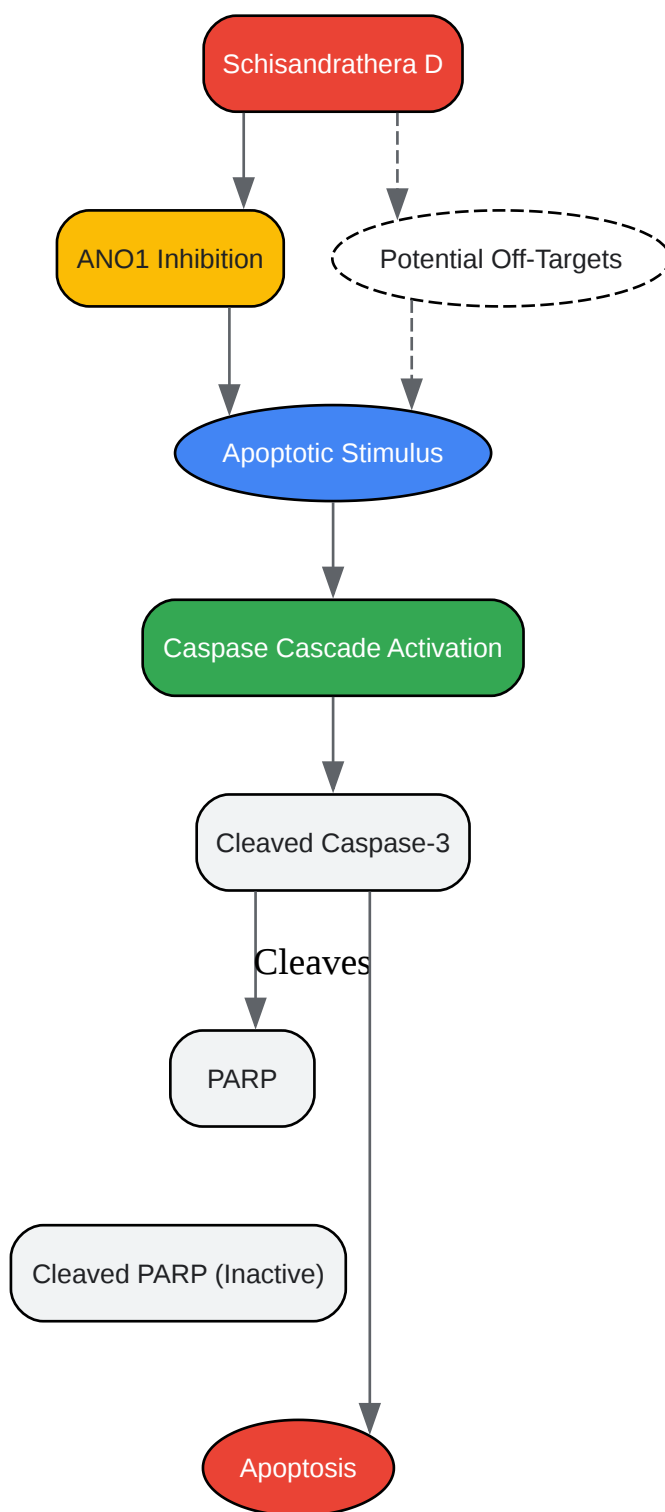 Schisandrathera D
ANO1 Inhibition
Potential Off-Targets
Apoptotic Stimulus
Caspase Cascade Activation
Cleaved Caspase-3
Cleaves
PARP
Cleaved PARP (Inactive)
Apoptosis